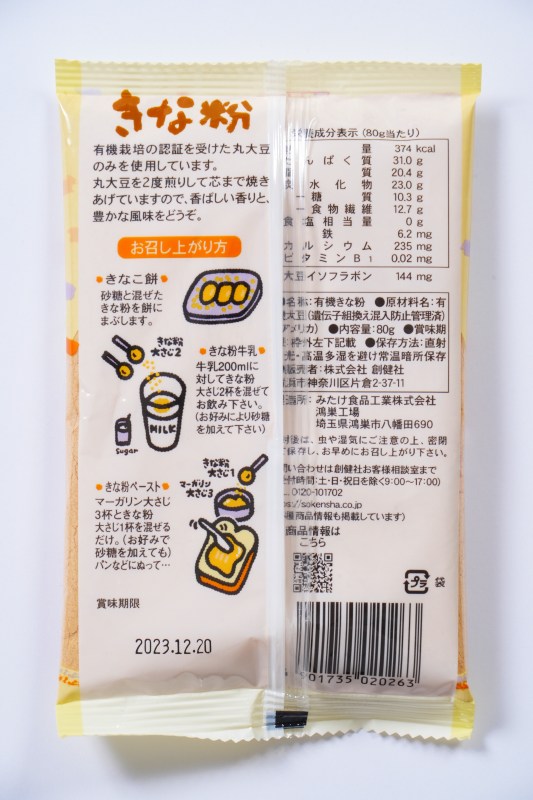 きな粉
有機栽培の認証を受けた丸大豆
のみを使用しています。
丸大豆を2度煎りして芯まで焼き
あげていますので、香ばしい香りと、
豊かな風味をどうぞ。
お召し上がり方
●きなこ餅●
砂糖と混ぜた
きな粉を餅に
まぶします。
きな粉
大さじ2
MILK
sugar
●きな粉牛乳●
牛乳200mlに
対してきな粉
大さじ2杯を混ぜて
お飲み下さい。
(お好みにより砂糖
を加えて下さい)
●きな粉ペースト●
マーガリン大さじ
3杯ときな粉
大さじ1杯を混ぜる
だけ。(お好みで
砂糖を加えても)
パンなどにぬって…
きな粉
大さじ1
マーガリン
大さじ3
賞味期限
2023.12.20
成分表示(80g当たり)
量 374 kcal
んぱく質 31.0 g
質 20.4 g
水化物 23.0 g
ー糖質 10.3 g
ー食物繊維 12.7 g
食塩相当量 0 g
鉄 6.2 mg
カルシウム 235 mg
ビタミンB1 0.02 mg
大豆イソフラボン 144 mg
名称:有機きな粉 ●原材料名:有
大豆(遺伝子組換え混入防止管理済)
アメリカ) ●内容量:80g ●賞味期
枠外左下記載 ●保存方法:直射
光・高温多湿を避け常温暗所保存
販売者:株式会社 創健社
浜市神奈川区片倉2-37-11
所:みたけ食品工業株式会社
鴻巣工場
埼玉県鴻巣市八幡田690
封後は、虫や湿気にご注意の上、密閉
て保存し、お早めにお召し上がり下さい。
問い合わせは創健社お客様相談室まで
付時間:土・日・祝日を除く9:00〜17:00)
0120-101702
sokensha.co.jp
商品情報も掲載しています)
商品情報は
こちら
プラ
袋
901735 020263